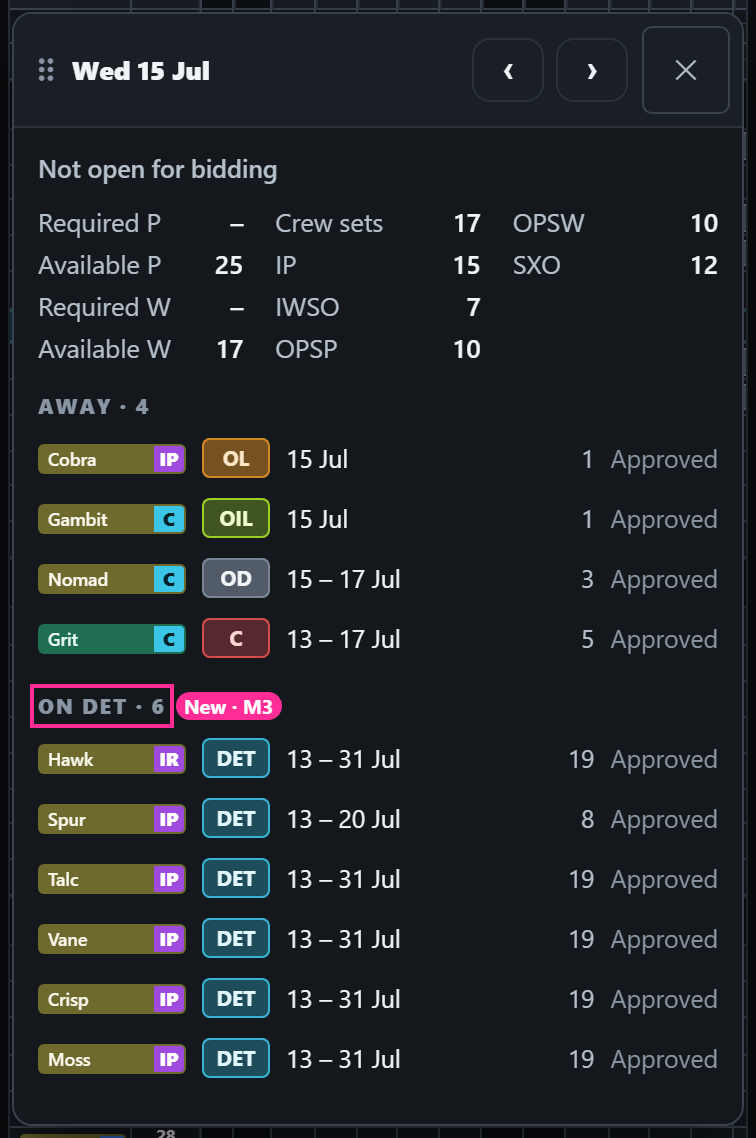 Wed 15 Jul
Not open for bidding
Required P – Crew sets 17 OPSW 10
Available P 25 IP 15 SXO 12
Required W – IWSO 7
Available W 17 OPSP 10
AWAY · 4
Cobra IP OL 15 Jul 1 Approved
Gambit C OIL 15 Jul 1 Approved
Nomad C OD 15 – 17 Jul 3 Approved
Grit C C 13 – 17 Jul 5 Approved
ON DET · 6 New · M3
Hawk IR DET 13 – 31 Jul 19 Approved
Spur IP DET 13 – 20 Jul 8 Approved
Talc IP DET 13 – 31 Jul 19 Approved
Vane IP DET 13 – 31 Jul 19 Approved
Crisp IP DET 13 – 31 Jul 19 Approved
Moss IP DET 13 – 31 Jul 19 Approved
28